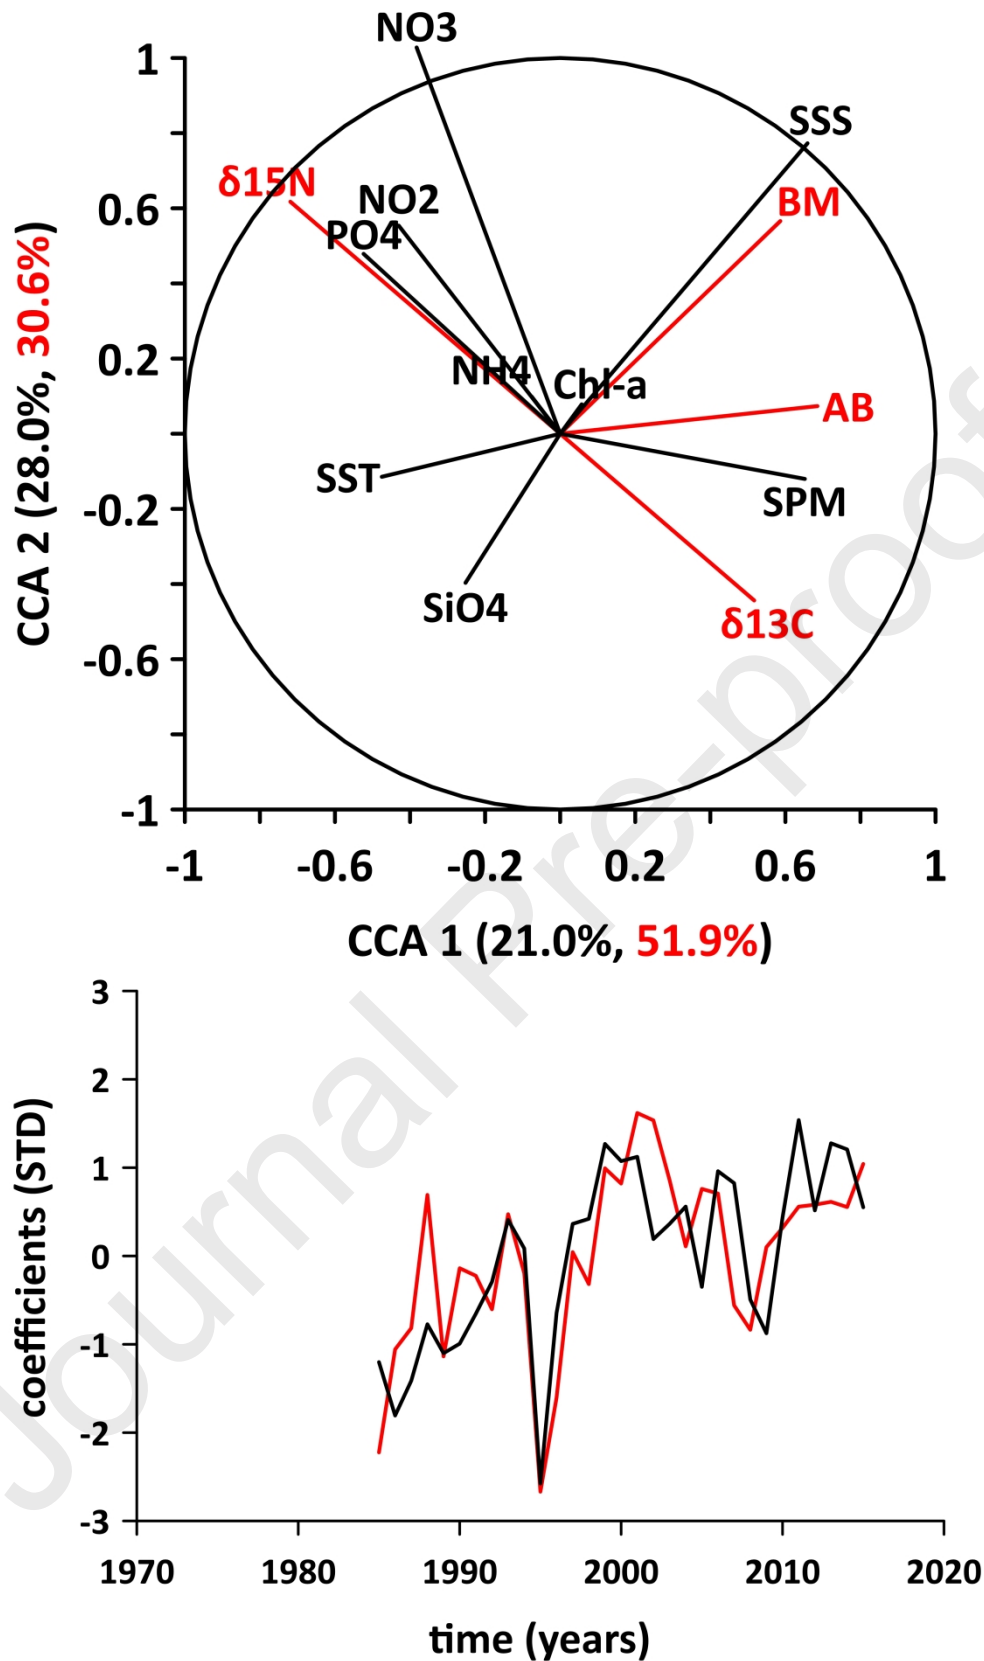 NO3
1
SSS
δ15N
NO2
BM
0.6
PO4
CCA 2 (28.0%, 30.6%)
0.2
NH4
Chl-a
AB
SST
-0.2
SPM
SiO4
δ13C
-0.6
-1
-1 -0.6 -0.2 0.2 0.6 1
CCA 1 (21.0%, 51.9%)
3
2
1
0
-1
-2
-3
coefficients (STD)
1970 1980 1990 2000 2010 2020
time (years)
Journal Pre-proof